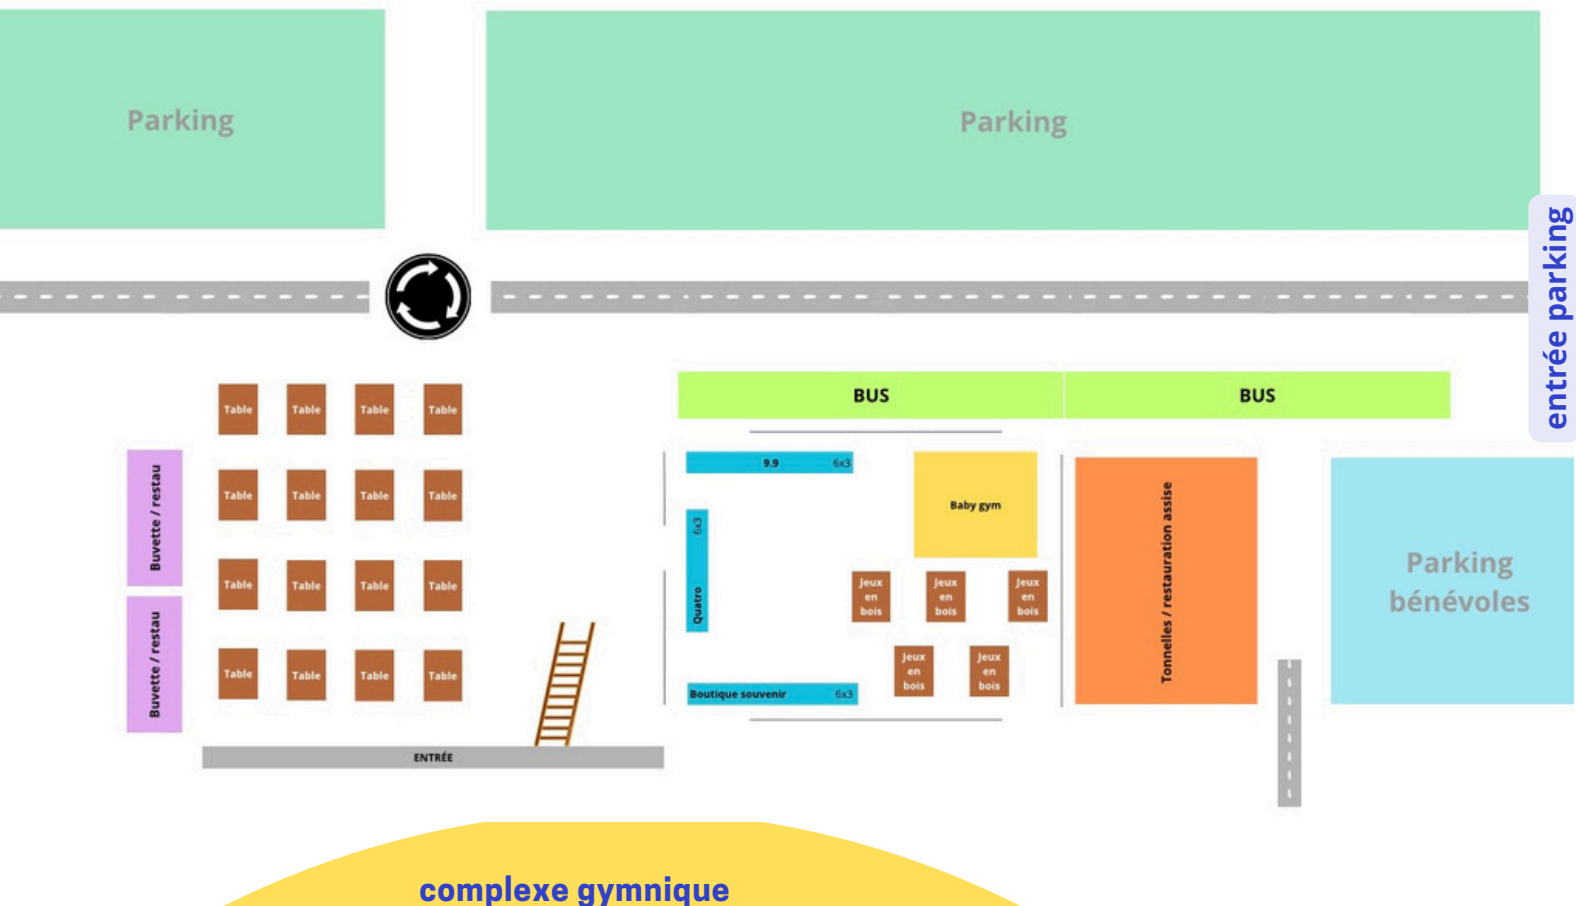 Parking
Parking
entrée parking
BUS
BUS
Table
Table
Table
Table
Buvette / restau
Table
Table
Table
Table
Table
Table
Table
Table
Buvette / restau
Table
Table
Table
Table
ENTRÉE
9.9 6x3
Quatro 6x3
Boutique souvenir 6x3
Baby gym
Jeux
en
bois
Jeux
en
bois
Jeux
en
bois
Jeux
en
bois
Jeux
en
bois
Tonnelles / restauration assise
Parking
bénévoles
complexe gymnique